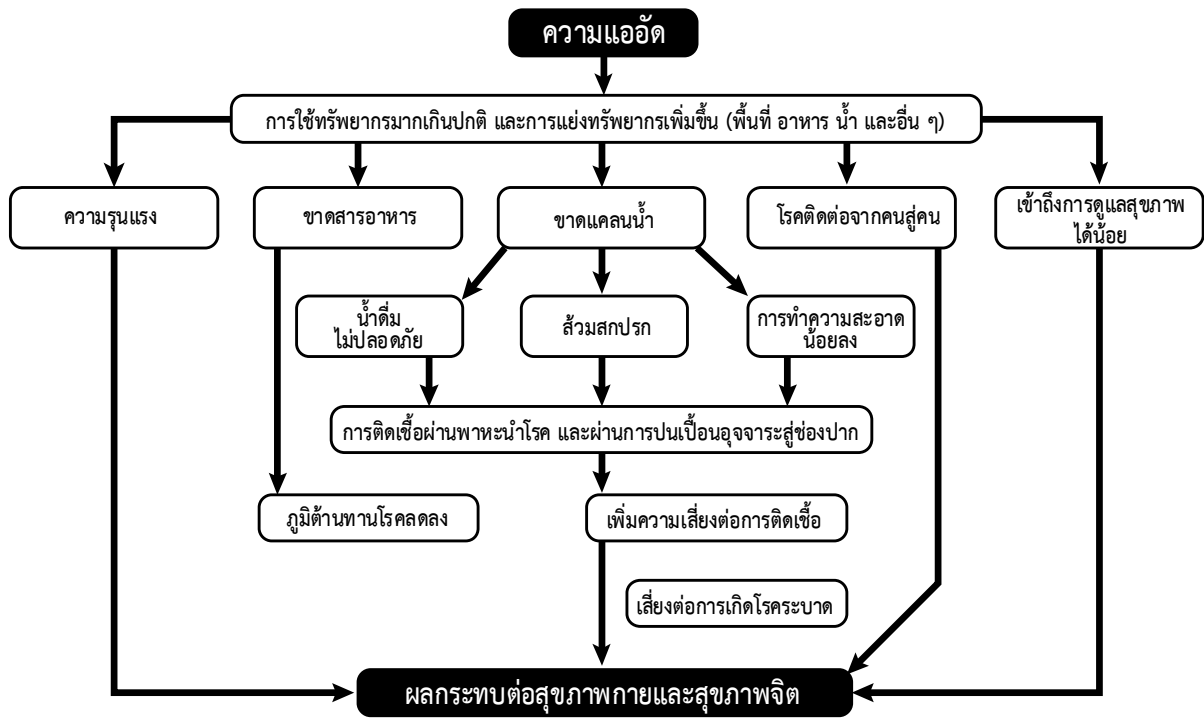 ความแออัด
การใช้ทรัพยากรมากเกินปกติ และการแย่งทรัพยากรเพิ่มขึ้น (พื้นที่ อาหาร น้ำ และอื่น ๆ)
ความรุนแรง
ขาดสารอาหาร
ขาดแคลนน้ำ
โรคติดต่อจากคนสู่คน
เข้าถึงการดูแลสุขภาพ
ได้น้อย
น้ำดื่ม
ไม่ปลอดภัย
ส้วมสกปรก
การทำความสะอาด
น้อยลง
การติดเชื้อผ่านพาหะนำโรค และผ่านการปนเปื้อนอุจจาระสู่ช่องปาก
ภูมิต้านทานโรคลดลง
เพิ่มความเสี่ยงต่อการติดเชื้อ
เสี่ยงต่อการเกิดโรคระบาด
ผลกระทบต่อสุขภาพกายและสุขภาพจิต